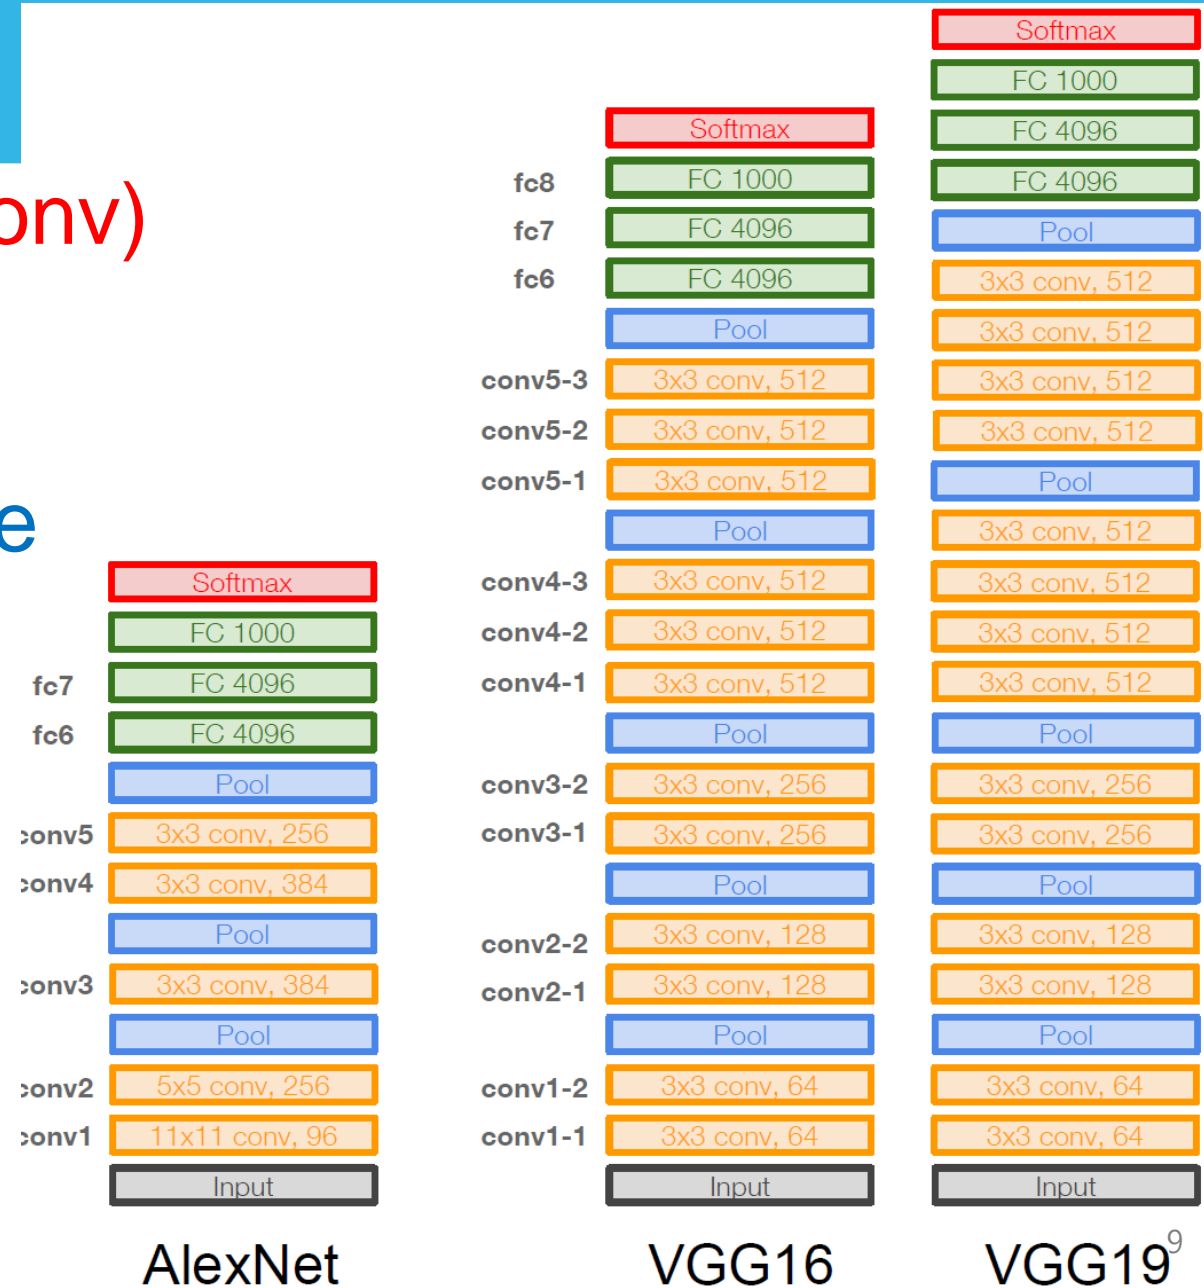 onv)
e
Softmax
FC 1000
fc7 FC 4096
fc6 FC 4096
Pool
conv5 3x3 conv, 256
conv4 3x3 conv, 384
Pool
conv3 3x3 conv, 384
Pool
conv2 5x5 conv, 256
conv1 11x11 conv, 96
Input
AlexNet
Softmax
fc8 FC 1000
fc7 FC 4096
fc6 FC 4096
Pool
conv5-3 3x3 conv, 512
conv5-2 3x3 conv, 512
conv5-1 3x3 conv, 512
Pool
conv4-3 3x3 conv, 512
conv4-2 3x3 conv, 512
conv4-1 3x3 conv, 512
Pool
conv3-2 3x3 conv, 256
conv3-1 3x3 conv, 256
Pool
conv2-2 3x3 conv, 128
conv2-1 3x3 conv, 128
Pool
conv1-2 3x3 conv, 64
conv1-1 3x3 conv, 64
Input
VGG16
Softmax
FC 1000
FC 4096
FC 4096
Pool
3x3 conv, 512
3x3 conv, 512
3x3 conv, 512
3x3 conv, 512
Pool
3x3 conv, 512
3x3 conv, 512
3x3 conv, 512
3x3 conv, 512
Pool
3x3 conv, 256
3x3 conv, 256
Pool
3x3 conv, 128
3x3 conv, 128
Pool
3x3 conv, 64
3x3 conv, 64
Input
VGG19
9